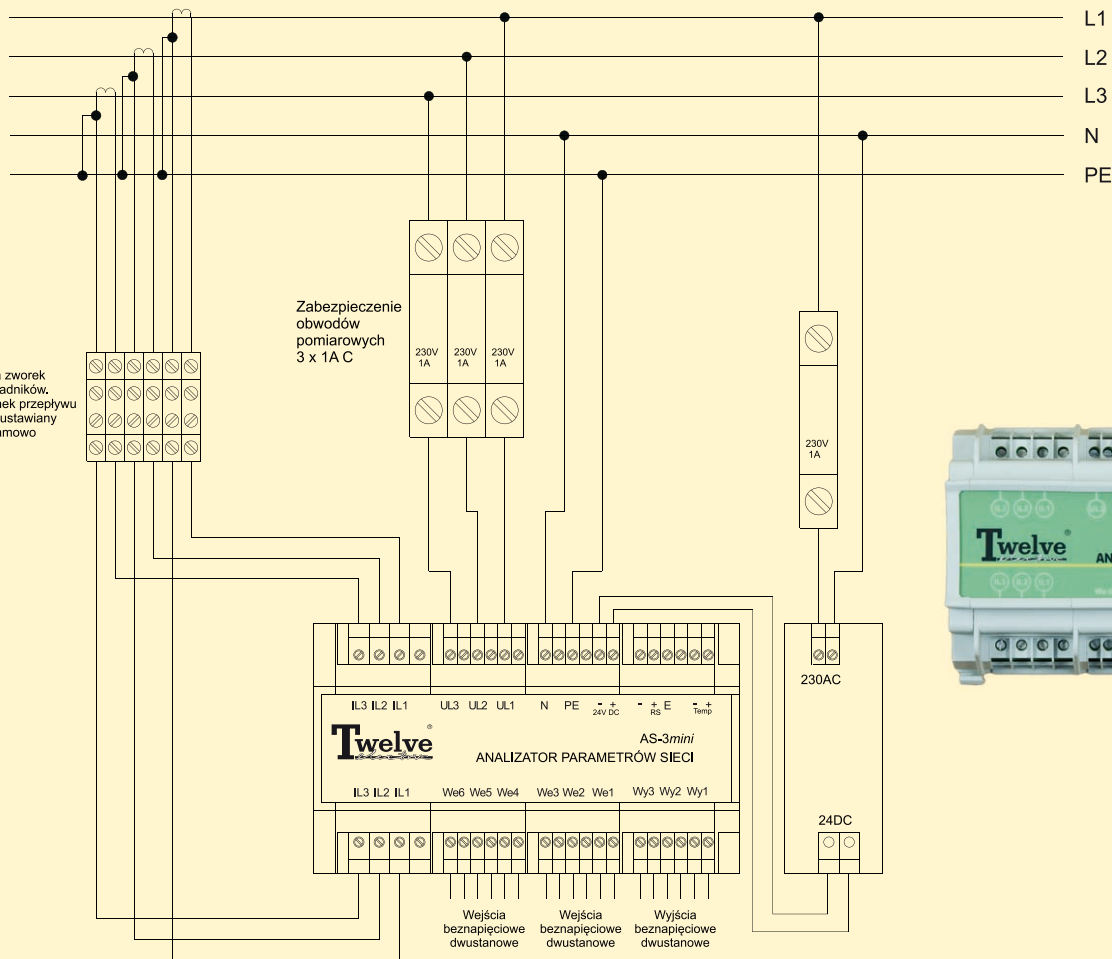 L1
L2
L3
N
PE
Zabezpieczenie
obwodów
pomiarowych
3 x 1A C
230V 230V 230V
1A 1A 1A
zworek
przepływu
ustawiany
230V
1A
Twelve
230AC
IL3 IL2 IL1 UL3 UL2 UL1 N PE - + - + E - +
24V DC RS Temp
Twelve
AS-3mini
ANALIZATOR PARAMETRÓW SIECI
IL3 IL2 IL1 We6 We5 We4 We3 We2 We1 Wy3 Wy2 Wy1
24DC
Wejścia Wejścia Wyjścia
beznapięciowe beznapięciowe beznapięciowe
dwustanowe dwustanowe dwustanowe